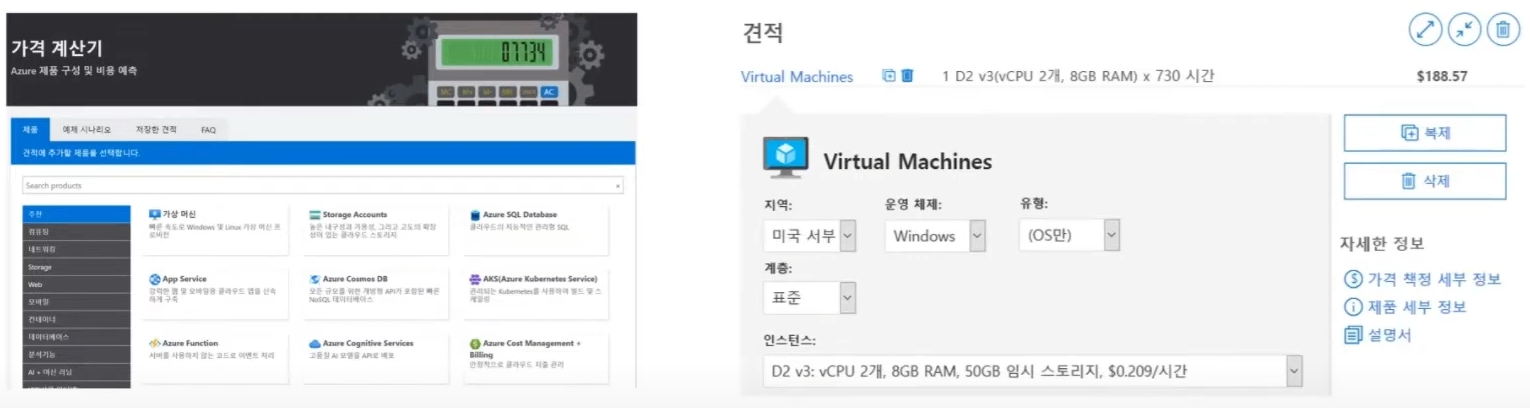 가격 계산기
Azure 제품 구성 및 비용 예측
07734
AC
제품
예제 시나리오
저장한 견적
FAQ
견적에 추가할 제품을 선택합니다.
Search products
추천
컴퓨팅
네트워킹
Storage
Web
모바일
컨테이너
데이터베이스
분석기능
AI + 머신 러닝
가상 머신
빠른 속도로 Windows 및 Linux 가상 머신 프로비전
Storage Accounts
높은 내구성과 가용성, 그리고 고도의 확장성이 있는 클라우드 스토리지
Azure SQL Database
클라우드의 지능적인 관리형 SQL
App Service
강력한 웹 및 모바일용 클라우드 앱을 신속하게 구축
Azure Cosmos DB
모든 규모를 위한 개방형 API가 포함된 빠른 NoSQL 데이터베이스
AKS(Azure Kubernetes Service)
관리되는 Kubernetes를 사용하여 빌드 및 스케일링
Azure Function
서버를 사용하지 않는 코드로 이벤트 처리
Azure Cognitive Services
고품질 AI 모델을 API로 배포
Azure Cost Management +
Billing
안정적으로 클라우드 지출 관리
견적
Virtual Machines
1 D2 v3(vCPU 2개, 8GB RAM) x 730 시간
$188.57
Virtual Machines
지역:
운영 체제:
유형:
미국 서부
Windows
(OS만)
계층:
표준
인스턴스:
D2 v3: vCPU 2개, 8GB RAM, 50GB 임시 스토리지, $0.209/시간
복제
삭제
자세한 정보
가격 책정 세부 정보
제품 세부 정보
설명서